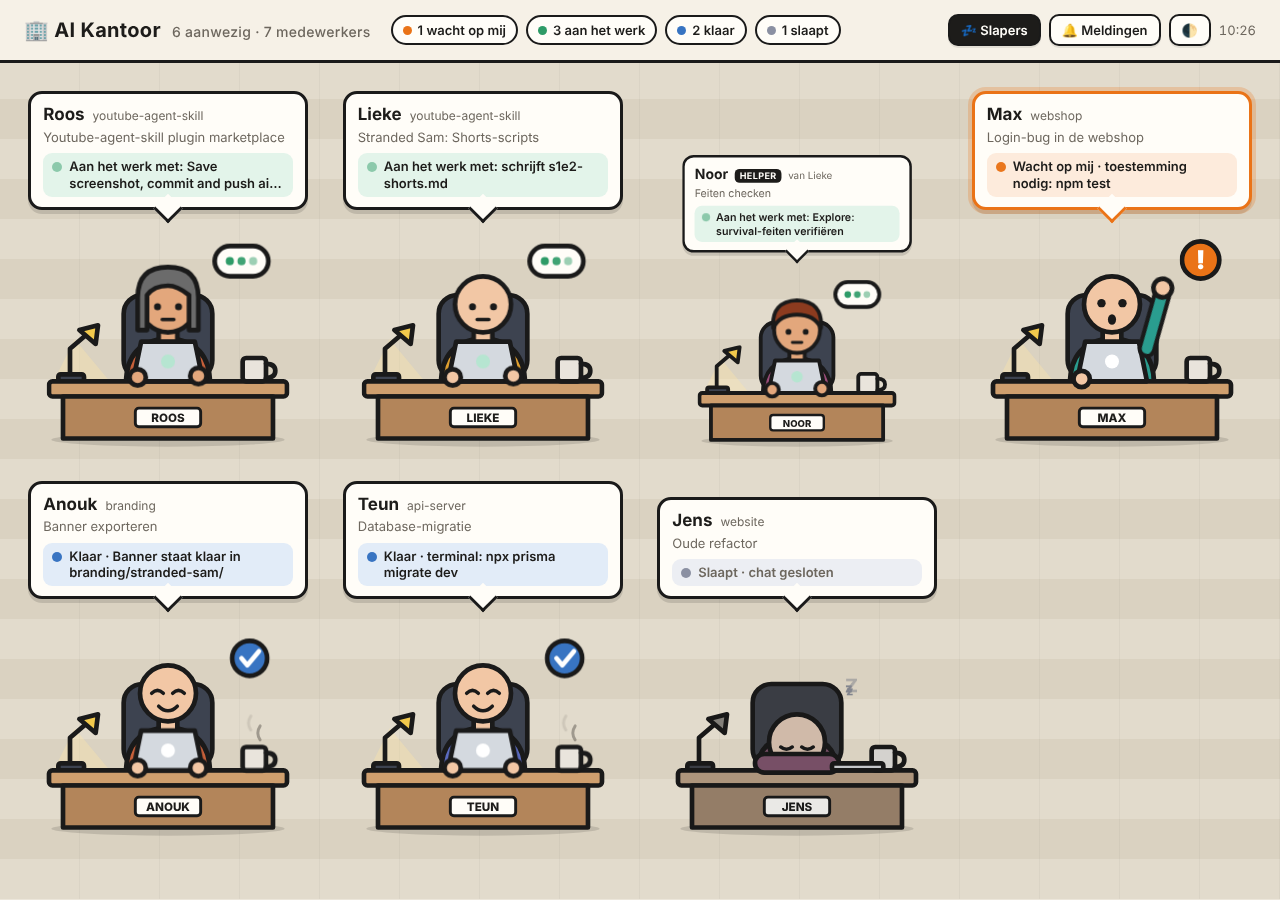 🏢 AI Kantoor 6 aanwezig · 7 medewerkers 1 wacht op mij 3 aan het werk 2 klaar 1 slaapt 💤 Slapers 🔔 Meldingen 🌓 10:26
Roos youtube-agent-skill
Youtube-agent-skill plugin marketplace
Aan het werk met: Save
screenshot, commit and push ai...
ROOS
Lieke youtube-agent-skill
Stranded Sam: Shorts-scripts
Aan het werk met: schrijft s1e2-
shorts.md
LIEKE
Noor HELPER van Lieke
Feiten checken
Aan het werk met: Explore:
survival-feiten verifiëren
NOOR
Max webshop
Login-bug in de webshop
Wacht op mij · toestemming
nodig: npm test
!
MAX
Anouk branding
Banner exporteren
Klaar · Banner staat klaar in
branding/stranded-sam/
ANOUK
Teun api-server
Database-migratie
Klaar · terminal: npx prisma
migrate dev
TEUN
Jens website
Oude refactor
Slaapt · chat gesloten
z
z
JENS